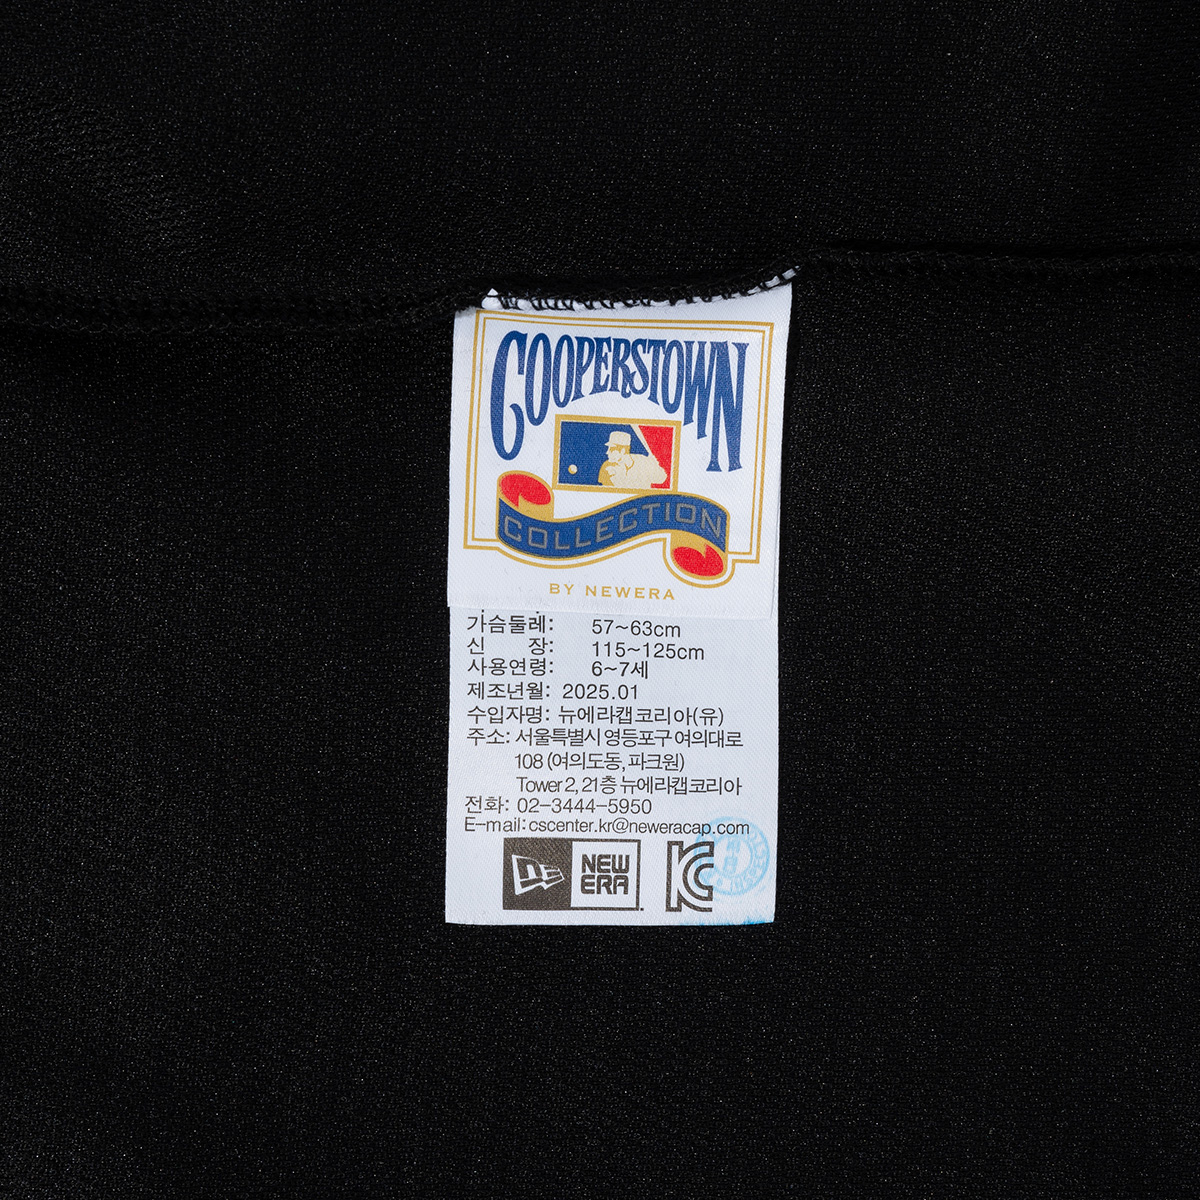 COOPERSTOWN
COLLECTION
BY NEWERA
가슴둘레: 57~63cm
신 장: 115~125cm
사용연령: 6~7세
제조년월: 2025.01
수입자명: 뉴에라캡코리아(유)
주소: 서울특별시 영등포구 여의대로
108 (여의도동, 파크원)
Tower 2, 21층 뉴에라캡코리아
전화: 02-3444-5950
E-mail: cscenter.kr@neweracap.com
NEW
ERA